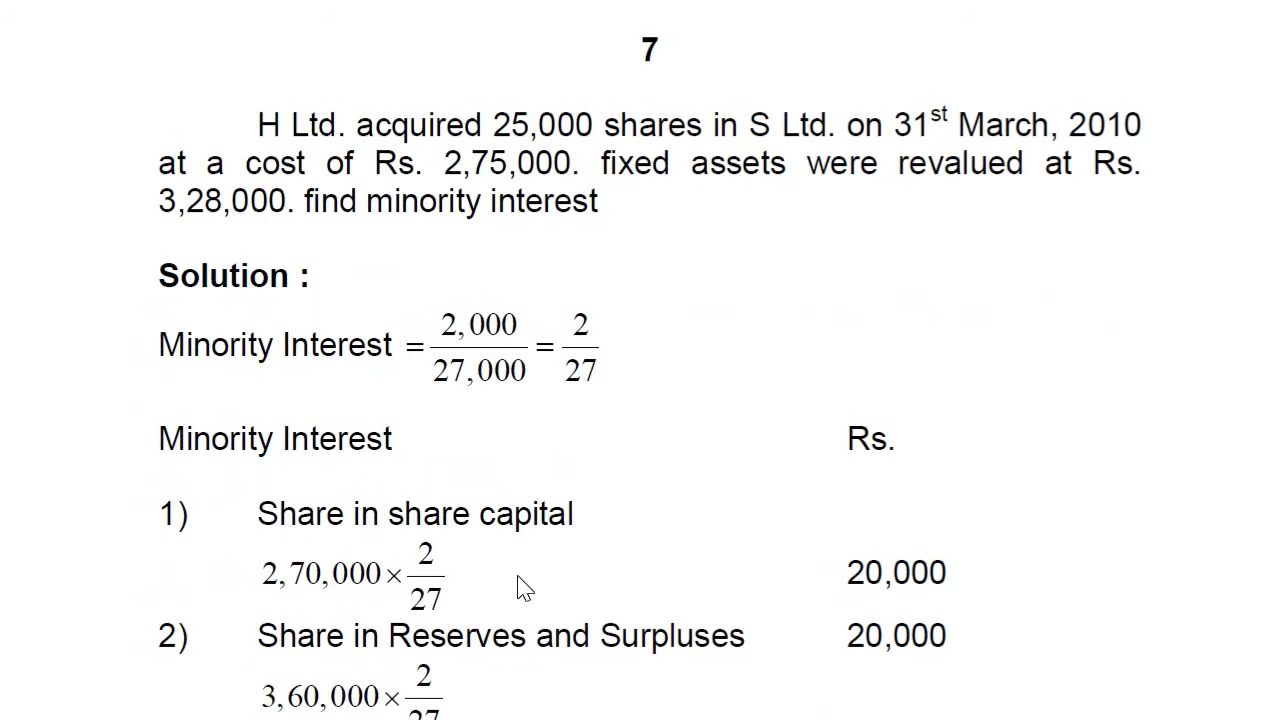 7
H Ltd. acquired 25,000 shares in S Ltd. on 31st March, 2010
at a cost of Rs. 2,75,000. fixed assets were revalued at Rs.
3,28,000. find minority interest
Solution :
Minority Interest = 2,000/27,000 = 2/27
Minority Interest Rs.
1) Share in share capital
2,70,000 × 2/27 20,000
2) Share in Reserves and Surpluses 20,000
3,60,000 × 2/27